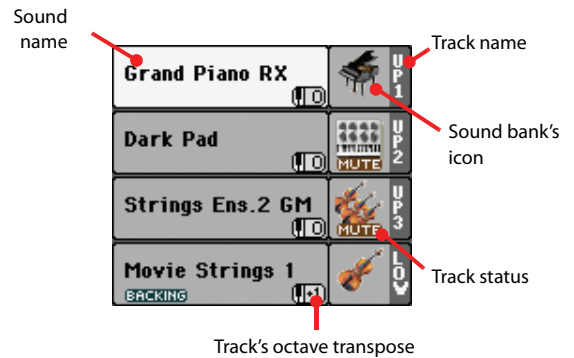 Sound
name
Track name
Grand Piano RX
0
UP1
Sound bank's
icon
Dark Pad
0
MUTE
UP2
Strings Ens.2 GM
0
MUTE
UP3
Movie Strings 1
BACKING
+1
LOW
Track status
Track's octave transpose